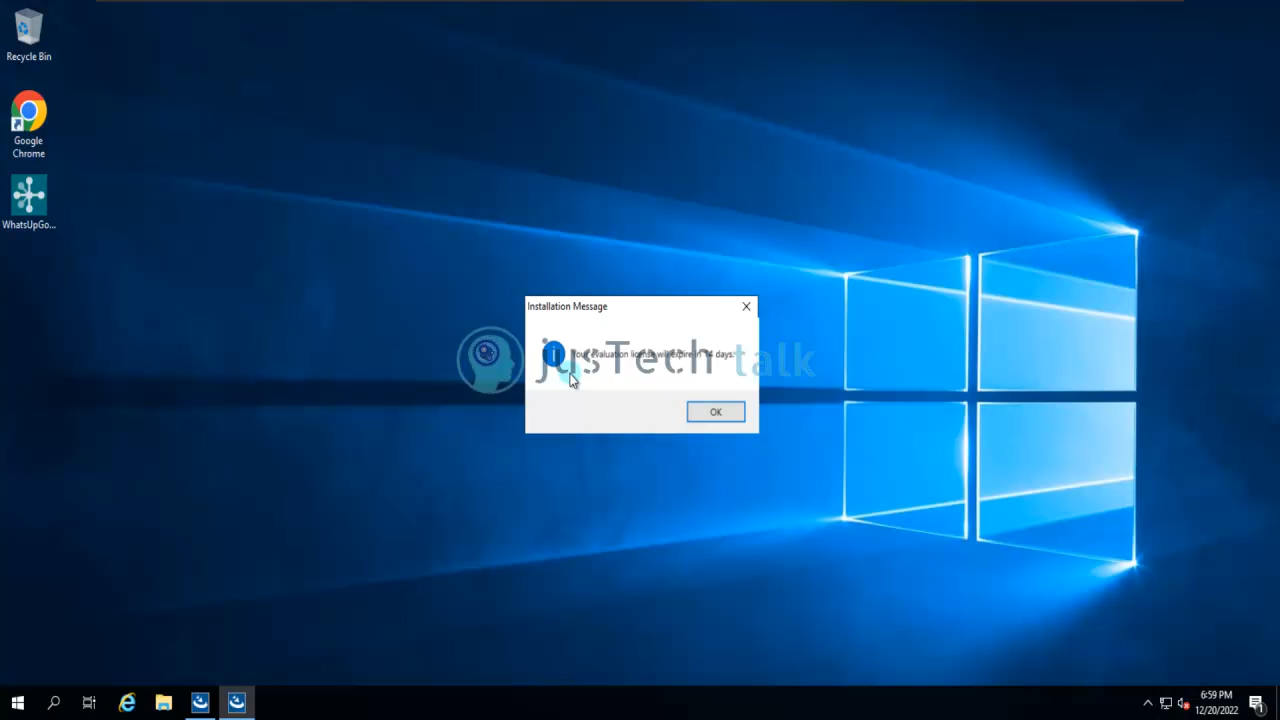 Recycle Bin
Google
Chrome
WhatsUpGo...
Installation Message
Your evaluation license will expire in 14 days.
jusTech talk
OK
6:59 PM
12/20/2022
1